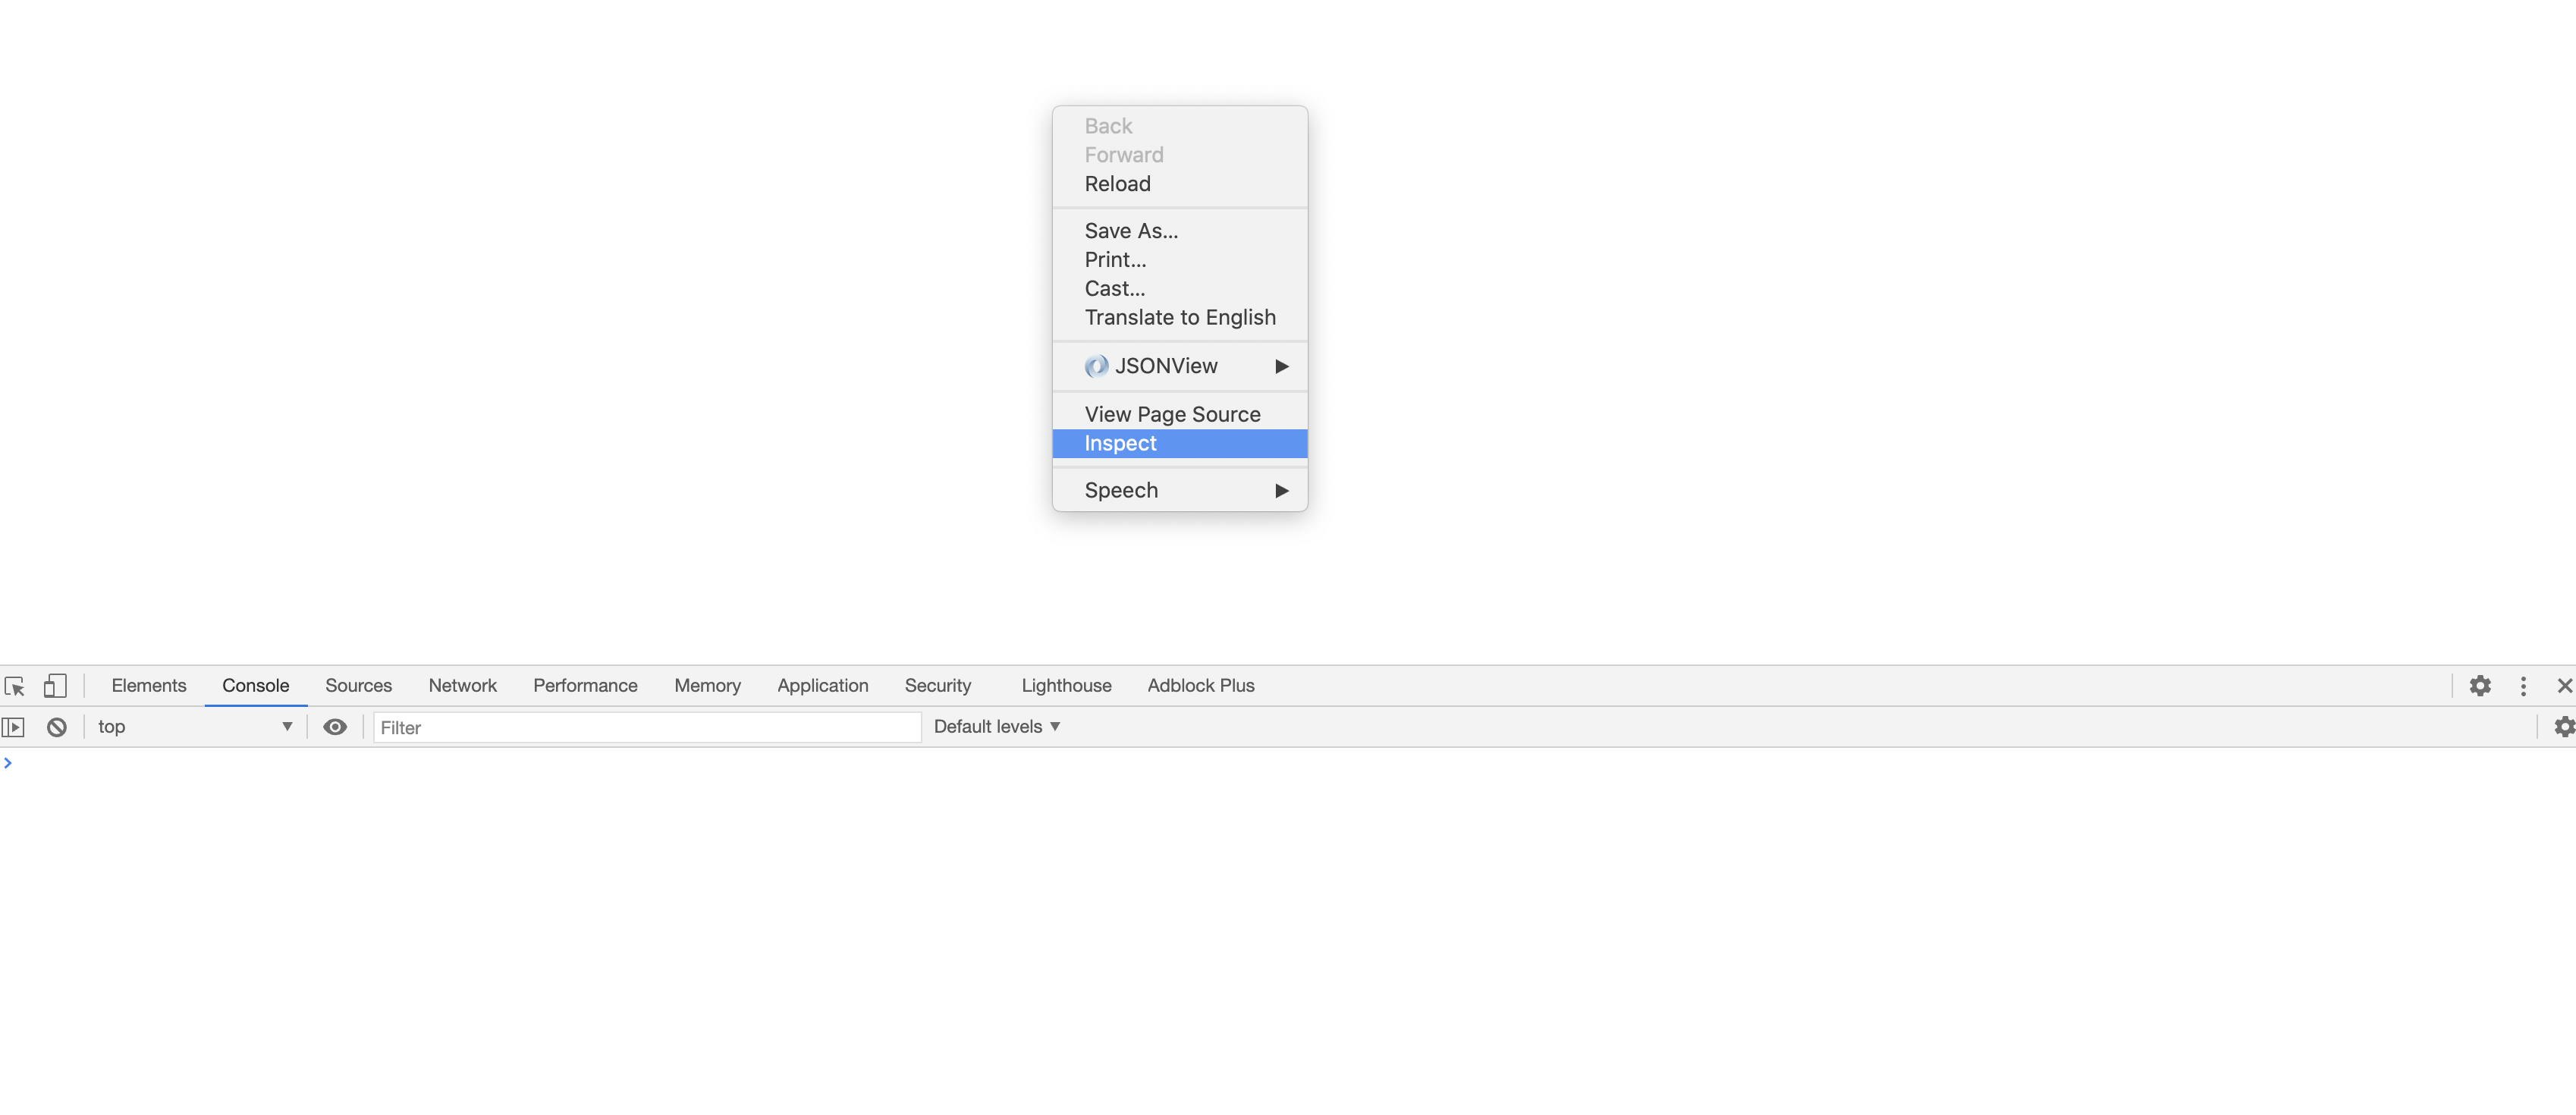 Back
Forward
Reload
Save As...
Print...
Cast...
Translate to English
JSONView
View Page Source
Inspect
Speech
Elements Console Sources Network Performance Memory Application Security Lighthouse Adblock Plus
top Filter Default levels